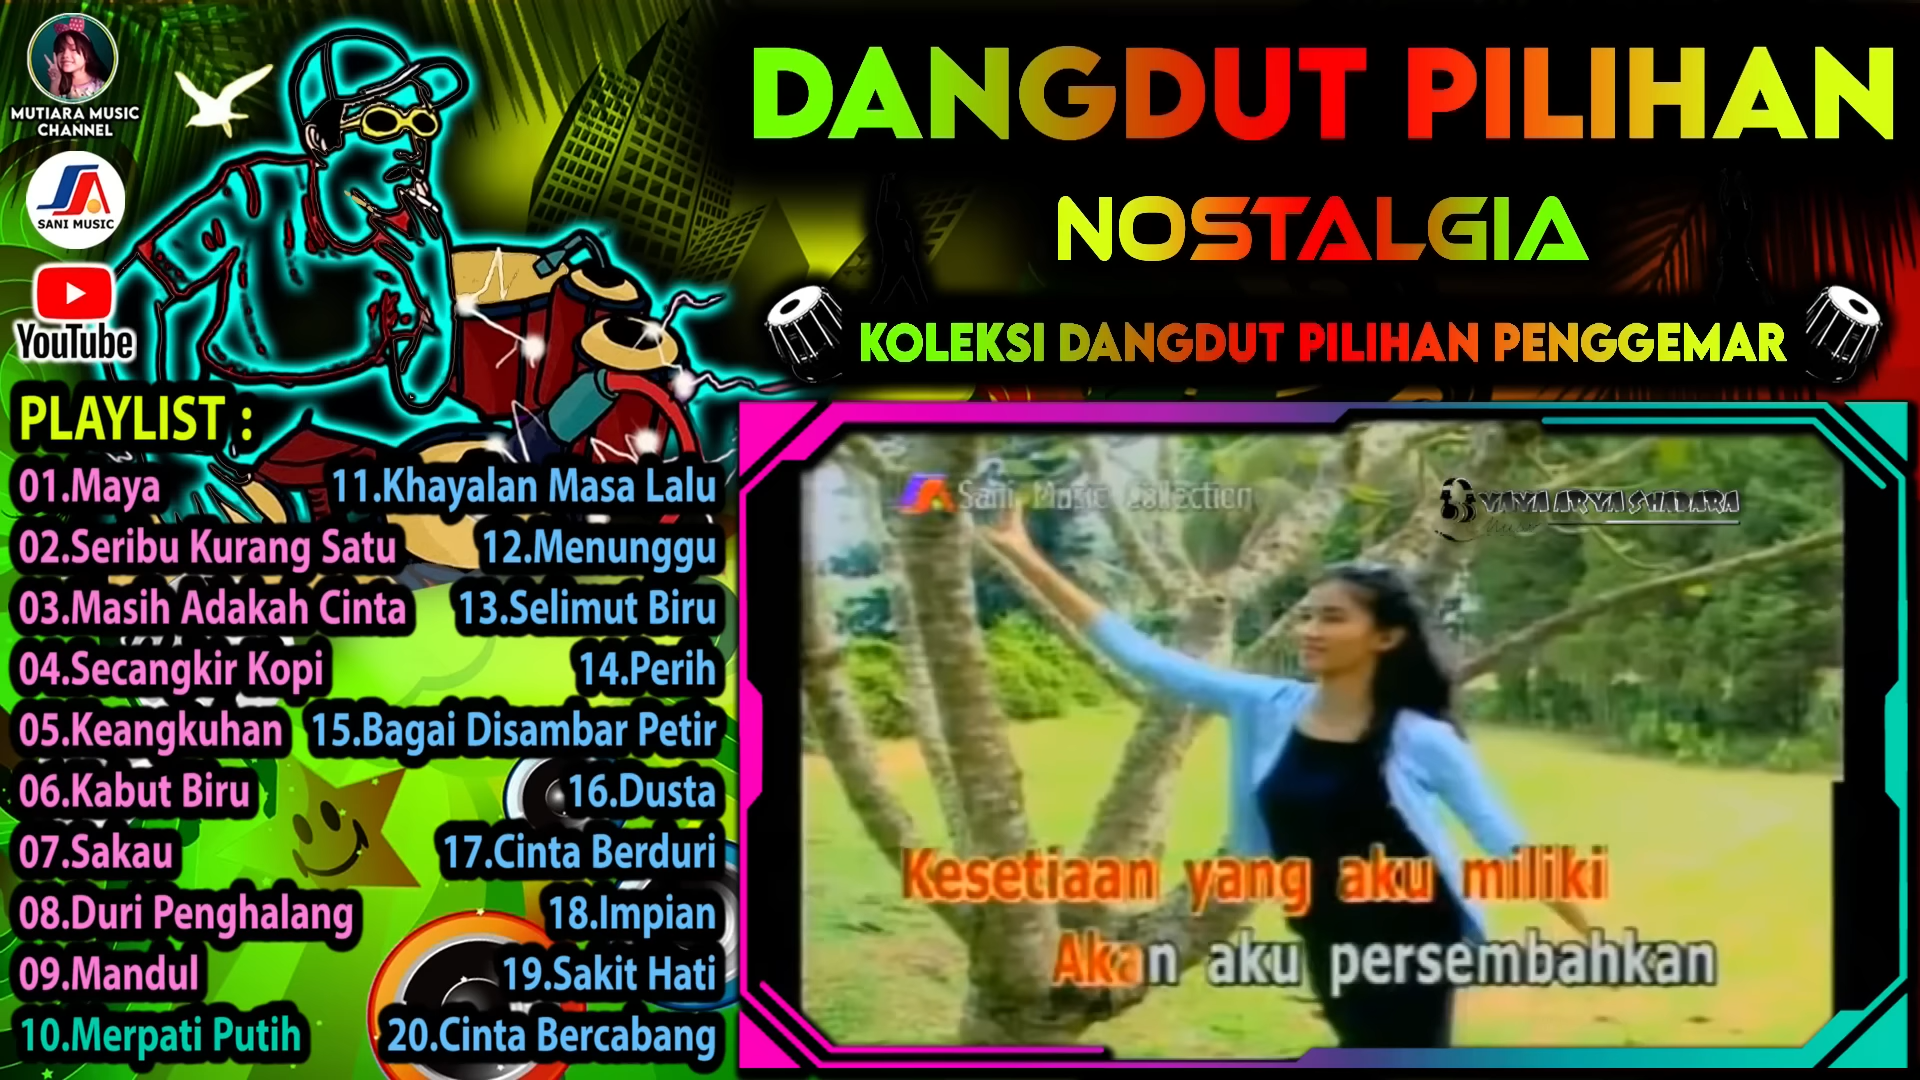 MUTIARA MUSIC
CHANNEL
SANI MUSIC
YouTube
DANGDUT PILIHAN
NOSTALGIA
KOLEKSI DANGDUT PILIHAN PENGGEMAR
PLAYLIST :
01.Maya
02.Seribu Kurang Satu
03.Masih Adakah Cinta
04.Secangkir Kopi
05.Keangkuhan
06.Kabut Biru
07.Sakau
08.Duri Penghalang
09.Mandul
10.Merpati Putih
11.Khayalan Masa Lalu
12.Menunggu
13.Selimut Biru
14.Perih
15.Bagai Disambar Petir
16.Dusta
17.Cinta Berduri
18.Impian
19.Sakit Hati
20.Cinta Bercabang
Sani Music Collection
YAYA ARYA SHADARA
Music
Kesetiaan yang aku miliki
Akan aku persembahkan